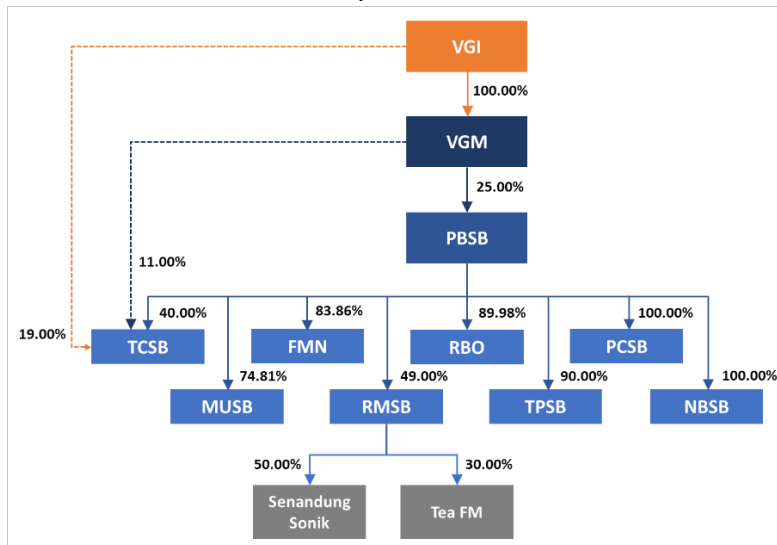 VGI
100.00%
VGM
25.00%
PBSB
11.00%
19.00%
40.00%
83.86%
89.98%
100.00%
TCSB
FMN
RBO
PCSB
74.81%
49.00%
90.00%
100.00%
MUSB
RMSB
TPSB
NBSB
50.00%
30.00%
Senandung
Sonik
Tea FM